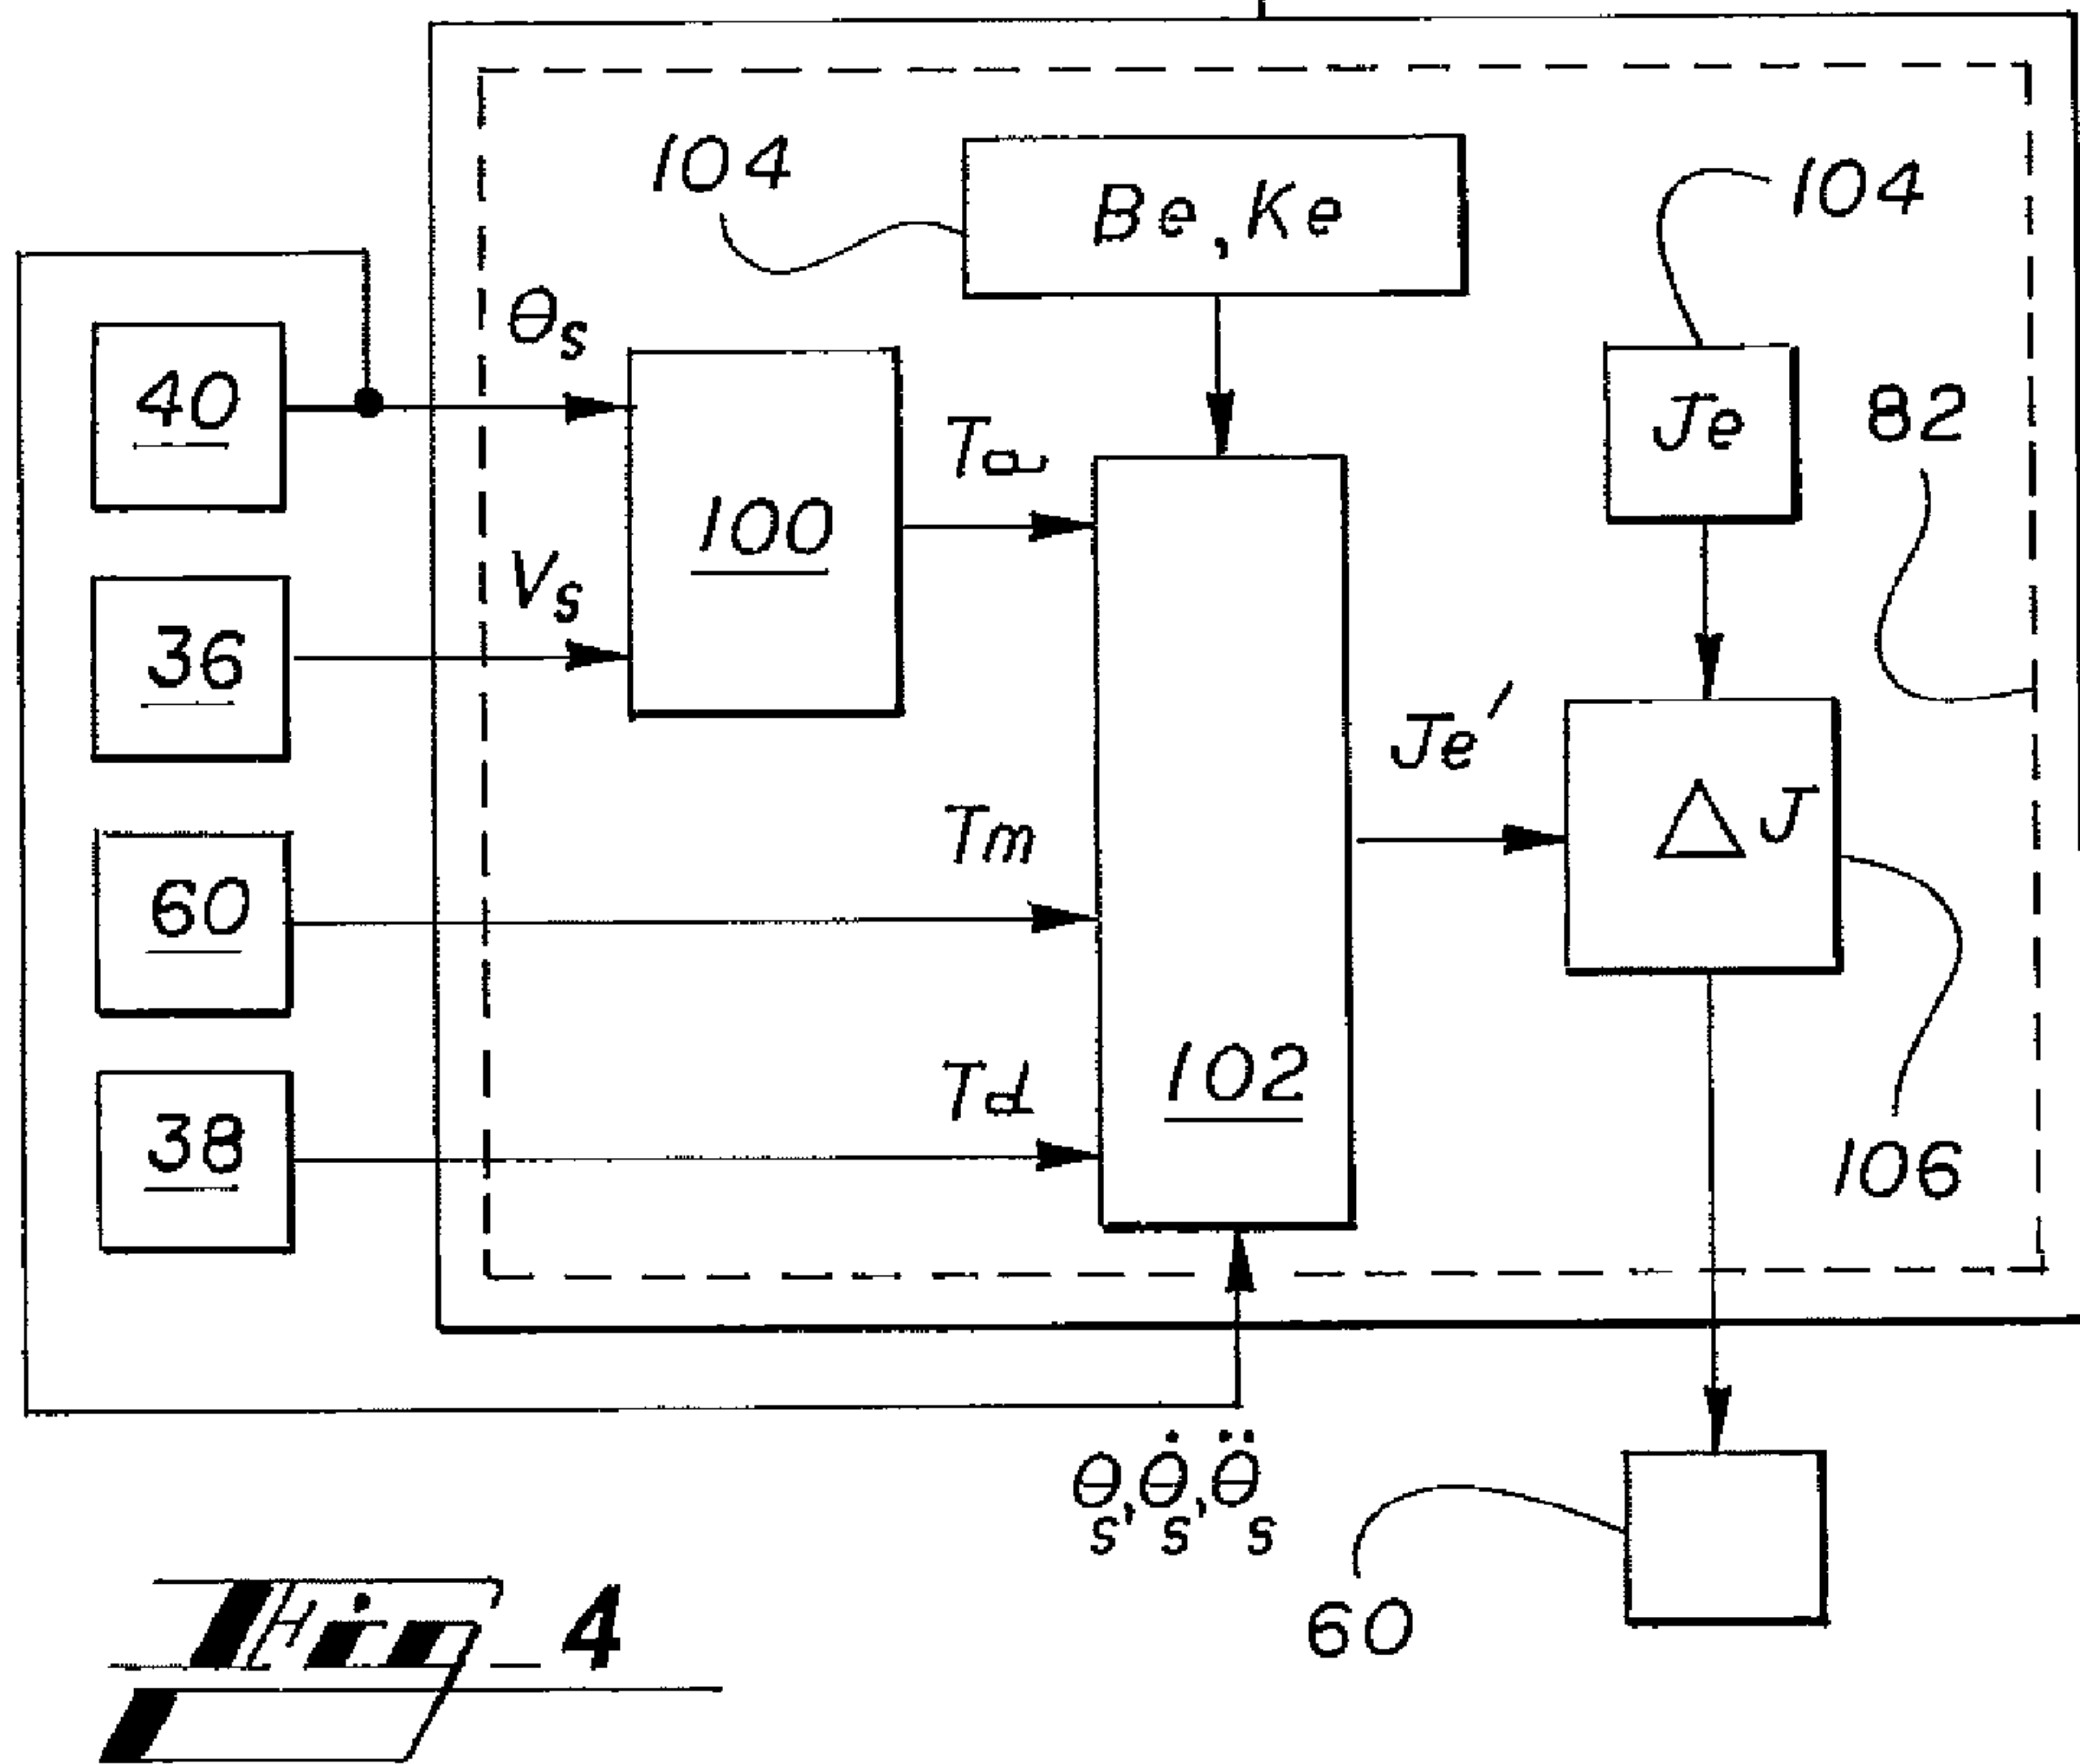 104
Be, Ke
104
θs
40
Je
82
Ta
100
Vs
36
Je′
Tm
ΔJ
60
Td
102
38
106
θs, θ̇s, θ̈s
60
Fig-4